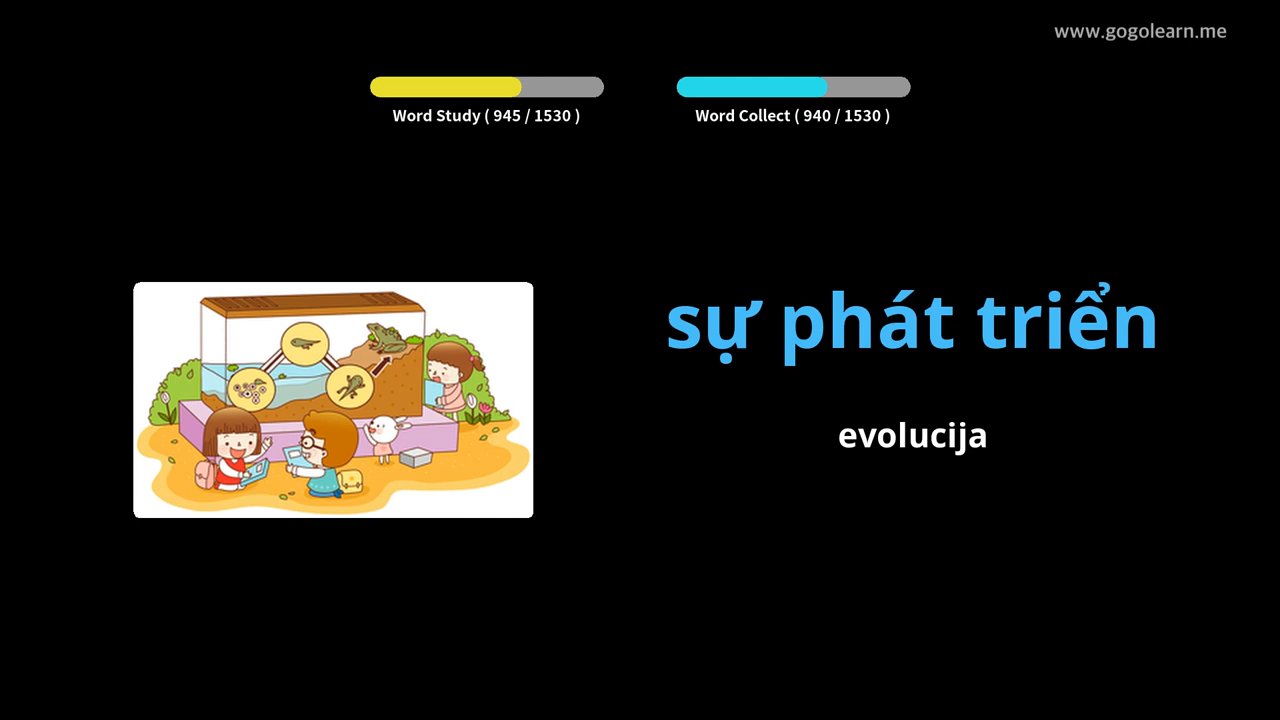 www.gogolearn.me
Word Study ( 945 / 1530 )
Word Collect ( 940 / 1530 )
sự phát triển
evolucija